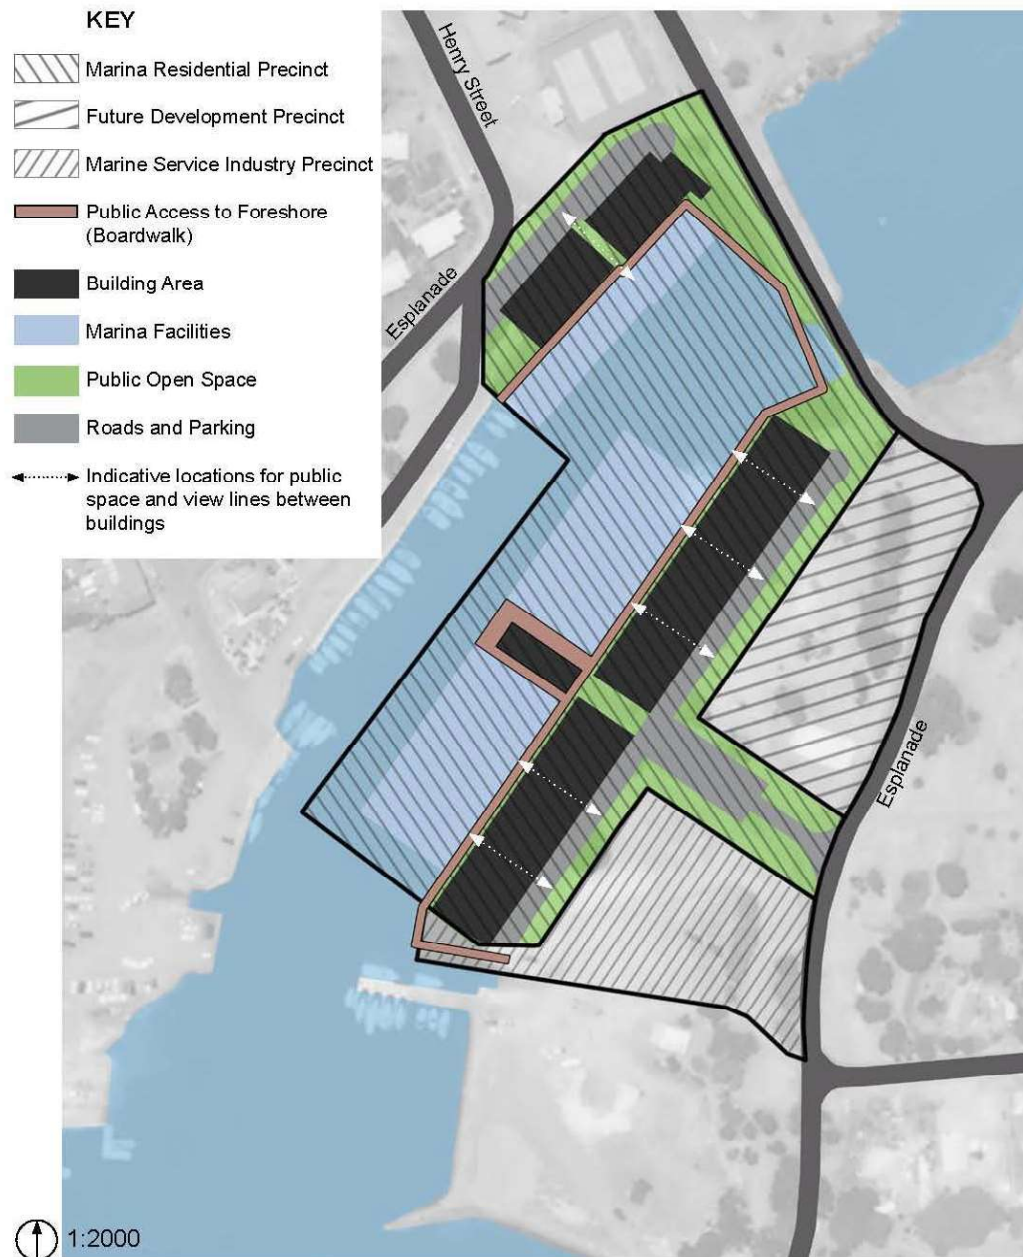 KEY
Marina Residential Precinct
Future Development Precinct
Marine Service Industry Precinct
Public Access to Foreshore
(Boardwalk)
Building Area
Marina Facilities
Public Open Space
Roads and Parking
Indicative locations for public
space and view lines between
buildings
Henry Street
Esplanade
Esplanade
1:2000